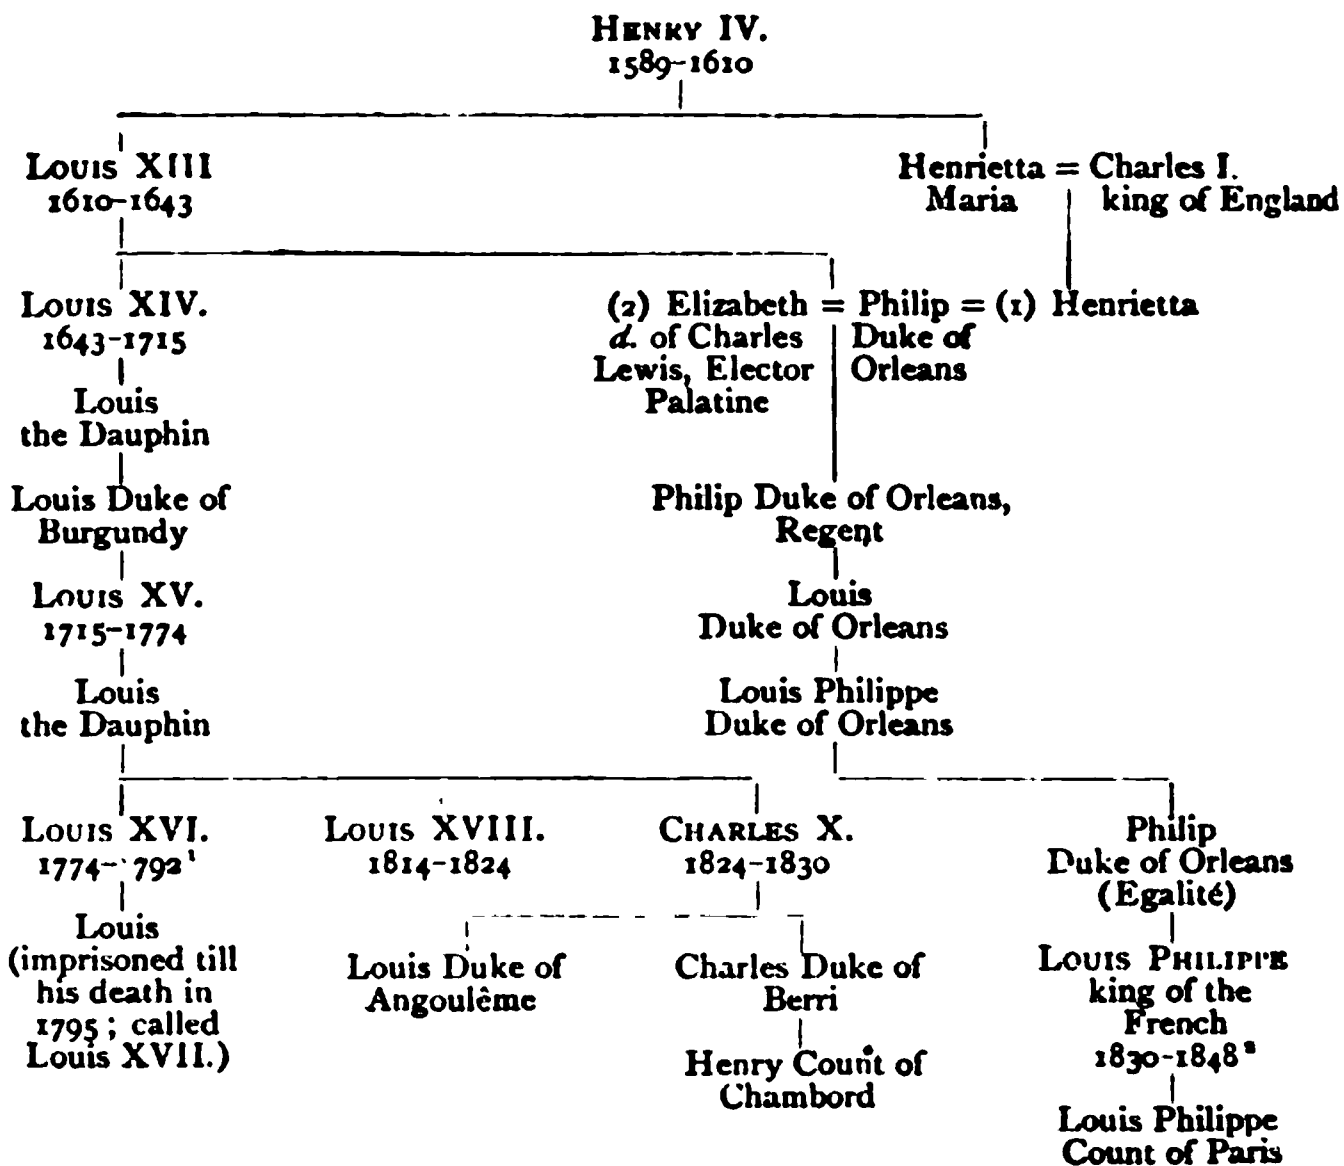 HENRY IV.
1589-1610
Louis XIII
1610-1643
Henrietta = Charles I.
Maria king of England
Louis XIV.
1643-1715
(2) Elizabeth = Philip = (1) Henrietta
d. of Charles Duke of
Lewis, Elector Orleans
Palatine
Louis
the Dauphin
Louis Duke of
Burgundy
Philip Duke of Orleans,
Regent
Louis XV.
1715-1774
Louis
Duke of Orleans
Louis
the Dauphin
Louis Philippe
Duke of Orleans
Louis XVI.
1774-792¹
Louis XVIII.
1814-1824
CHARLES X.
1824-1830
Philip
Duke of Orleans
(Egalité)
Louis
(imprisoned till
his death in
1795; called
Louis XVII.)
Louis Duke of
Angoulême
Charles Duke of
Berri
Henry Count of
Chambord
LOUIS PHILIPPE
king of the
French
1830-1848²
Louis Philippe
Count of Paris